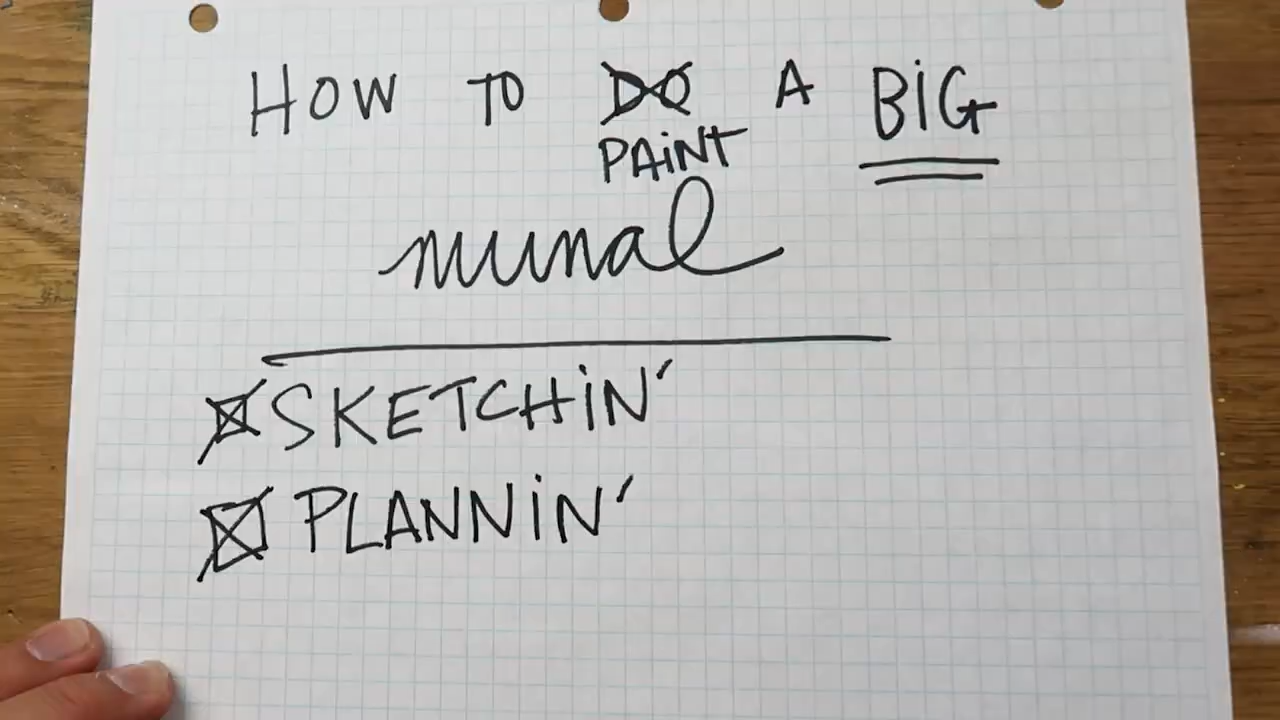 HOW TO DO A BIG
PAINT
mural
SKETCHIN'
PLANNIN'